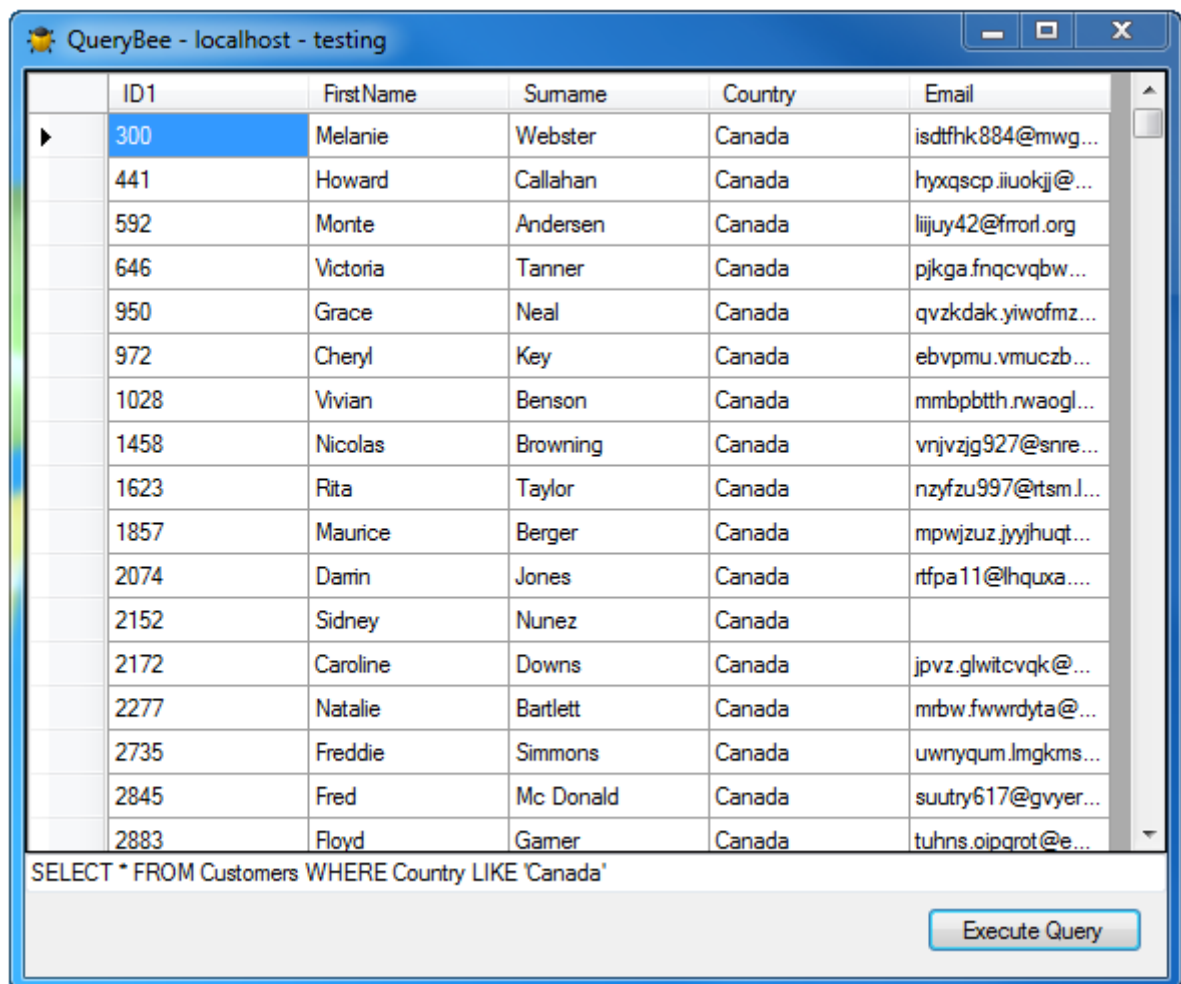 QueryBee - localhost - testing
ID1 FirstName Surname Country Email
300 Melanie Webster Canada isdtfhk884@mwg...
441 Howard Callahan Canada hyxqscp.iiuokjj@...
592 Monte Andersen Canada liijuy42@frrorl.org
646 Victoria Tanner Canada pjkga.fnqcvqbw...
950 Grace Neal Canada qvzkdak.yiwofmz...
972 Cheryl Key Canada ebvpmu.vmuczb...
1028 Vivian Benson Canada mmbpbtth.rwaogl...
1458 Nicolas Browning Canada vnjvzjg927@snre...
1623 Rita Taylor Canada nzyfzu997@rtsm.l...
1857 Maurice Berger Canada mpwjzuz.jyyjhuqt...
2074 Darrin Jones Canada rtfpa11@lhquxa....
2152 Sidney Nunez Canada
2172 Caroline Downs Canada jpvz.glwitcvqk@...
2277 Natalie Bartlett Canada mrbw.fwwrdyta@...
2735 Freddie Simmons Canada uwnyqum.lmgkms...
2845 Fred Mc Donald Canada suutry617@gvyer...
2883 Floyd Garner Canada tuhns.oipqrot@e...
SELECT * FROM Customers WHERE Country LIKE 'Canada'
Execute Query